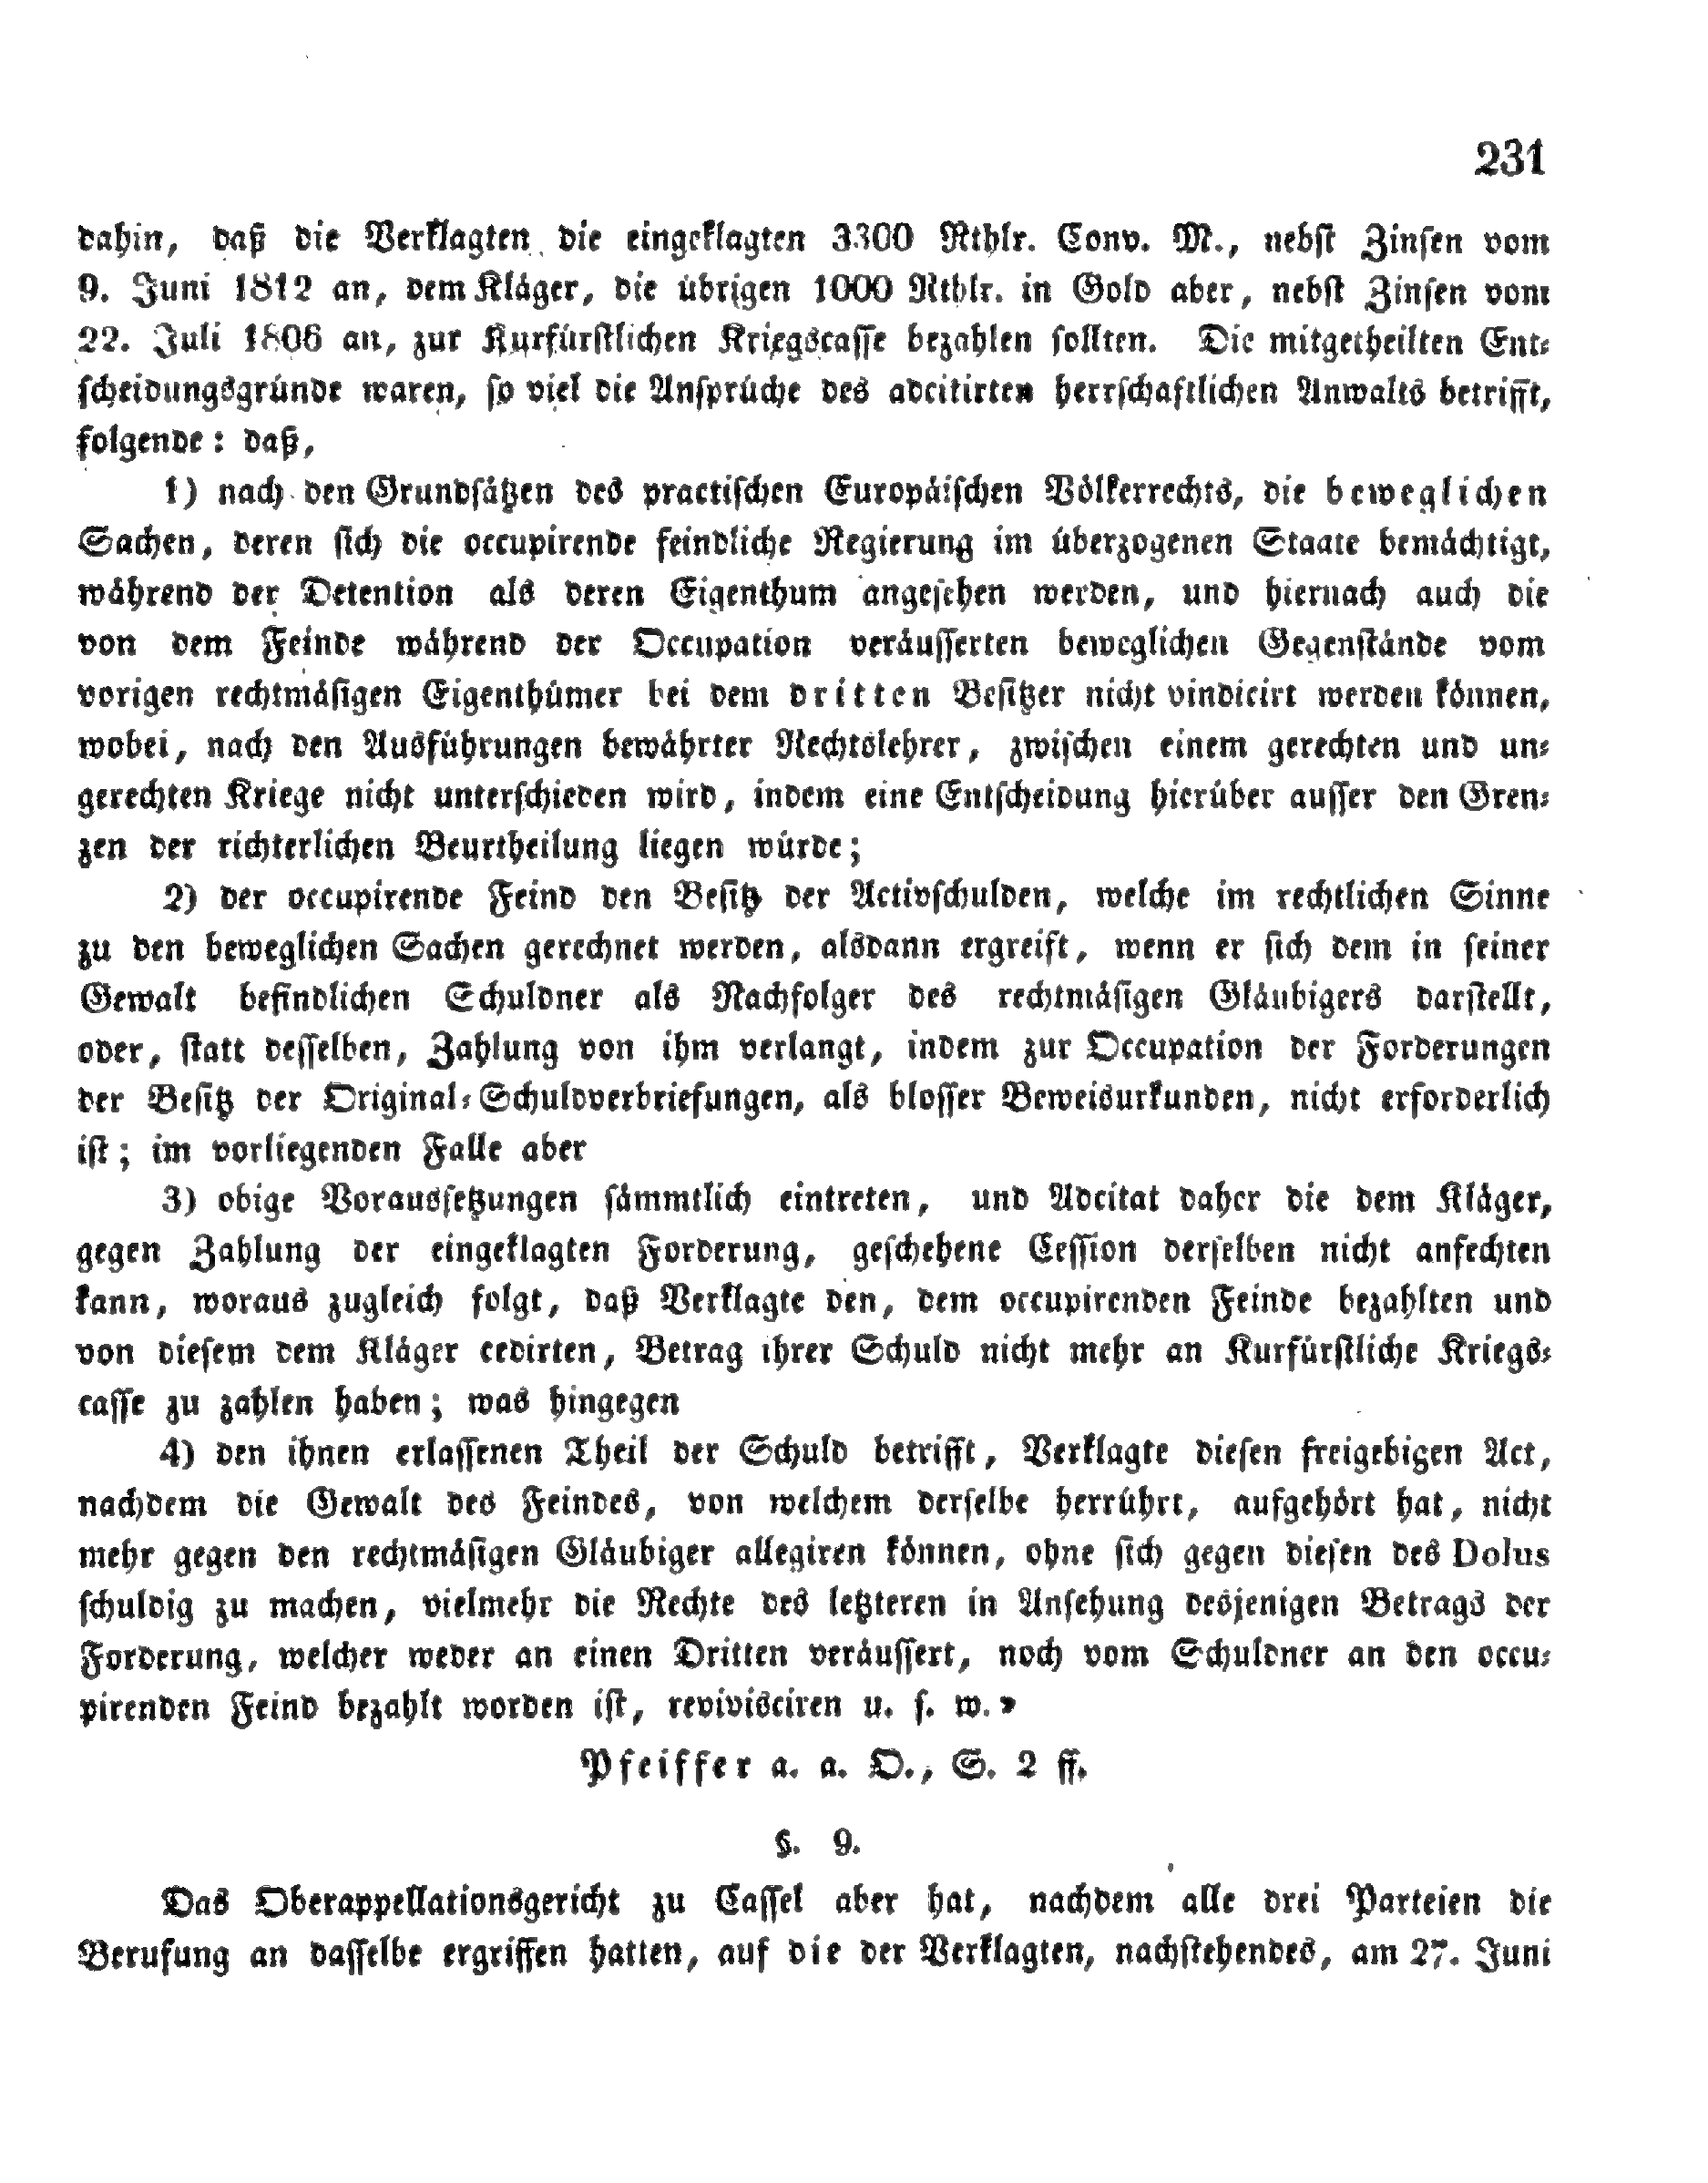 231
dahin, daß die Verklagten die eingeklagten 3300 Rthlr. Conv. M., nebst Zinsen vom
9. Juni 1812 an, dem Kläger, die übrigen 1000 Rthlr. in Gold aber, nebst Zinsen vom
22. Juli 1806 an, zur Kurfürstlichen Kriegscasse bezahlen sollten. Die mitgetheilten Ent⸗
scheidungsgründe waren, so viel die Ansprüche des adcitirten herrschaftlichen Anwalts betrifft,
folgende: daß,
1) nach den Grundsätzen des practischen Europäischen Völkerrechts, die beweglichen
Sachen, deren sich die occupirende feindliche Regierung im überzogenen Staate bemächtigt,
während der Detention als deren Eigenthum angesehen werden, und hiernach auch die
von dem Feinde während der Occupation veräusserten beweglichen Gegenstände vom
vorigen rechtmäsigen Eigenthümer bei dem dritten Besitzer nicht vindicirt werden können,
wobei, nach den Ausführungen bewährter Rechtslehrer, zwischen einem gerechten und un⸗
gerechten Kriege nicht unterschieden wird, indem eine Entscheidung hierüber ausser den Gren⸗
zen der richterlichen Beurtheilung liegen würde;
2) der occupirende Feind den Besitz der Activschulden, welche im rechtlichen Sinne
zu den beweglichen Sachen gerechnet werden, alsdann ergreift, wenn er sich dem in seiner
Gewalt befindlichen Schuldner als Nachfolger des rechtmäsigen Gläubigers darstellt,
oder, statt desselben, Zahlung von ihm verlangt, indem zur Occupation der Forderungen
der Besitz der Original⸗Schuldverbriefungen, als blosser Beweisurkunden, nicht erforderlich
ist; im vorliegenden Falle aber
3) obige Voraussetzungen sämmtlich eintreten, und Adcitat daher die dem Kläger,
gegen Zahlung der eingeklagten Forderung, geschehene Cession derselben nicht anfechten
kann, woraus zugleich folgt, daß Verklagte den, dem occupirenden Feinde bezahlten und
von diesem dem Kläger cedirten, Betrag ihrer Schuld nicht mehr an Kurfürstliche Kriegs⸗
casse zu zahlen haben; was hingegen
4) den ihnen erlassenen Theil der Schuld betrifft, Verklagte diesen freigebigen Act,
nachdem die Gewalt des Feindes, von welchem derselbe herrührt, aufgehört hat, nicht
mehr gegen den rechtmäsigen Gläubiger allegiren können, ohne sich gegen diesen des Dolus
schuldig zu machen, vielmehr die Rechte des letzteren in Ansehung desjenigen Betrags der
Forderung, welcher weder an einen Dritten veräussert, noch vom Schuldner an den occu⸗
pirenden Feind bezahlt worden ist, revivisciren u. s. w.»
Pfeiffer a. a. O., S. 2 ff.
§. 9.
Das Oberappellationsgericht zu Cassel aber hat, nachdem alle drei Parteien die
Berufung an dasselbe ergriffen hatten, auf die der Verklagten, nachstehendes, am 27. Juni